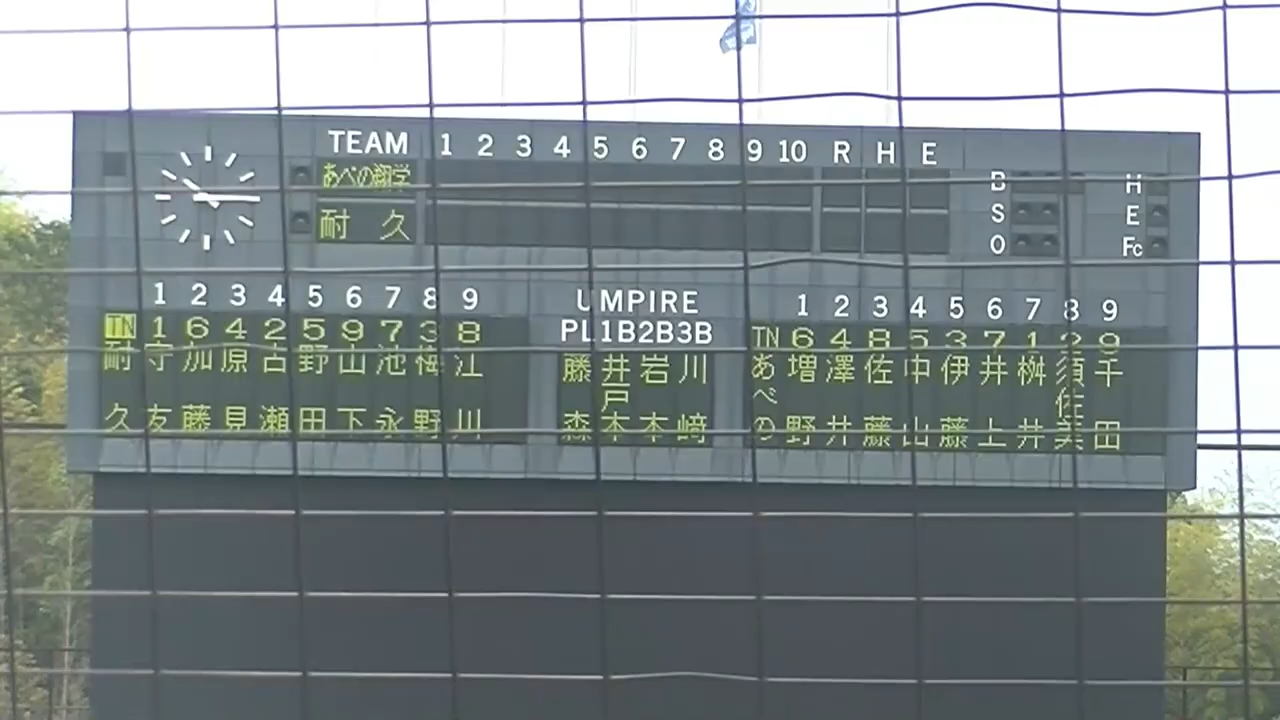 TEAM 1 2 3 4 5 6 7 8 9 10 R H E
あべの翔学
耐久
B H
S E
O Fc
1 2 3 4 5 6 7 8 9
TN 1 6 4 2 5 9 7 3 8
耐久 寺友 加藤 原見 古瀬 野田 山下 池永 梅野 江川
UMPIRE
PL 1B 2B 3B
藤森 井戸本 岩本 川﨑
1 2 3 4 5 6 7 8 9
TN 6 4 8 5 3 7 1 2 9
あべの 増野 澤井 佐藤 中山 伊藤 井上 桝井 須佐美 千田